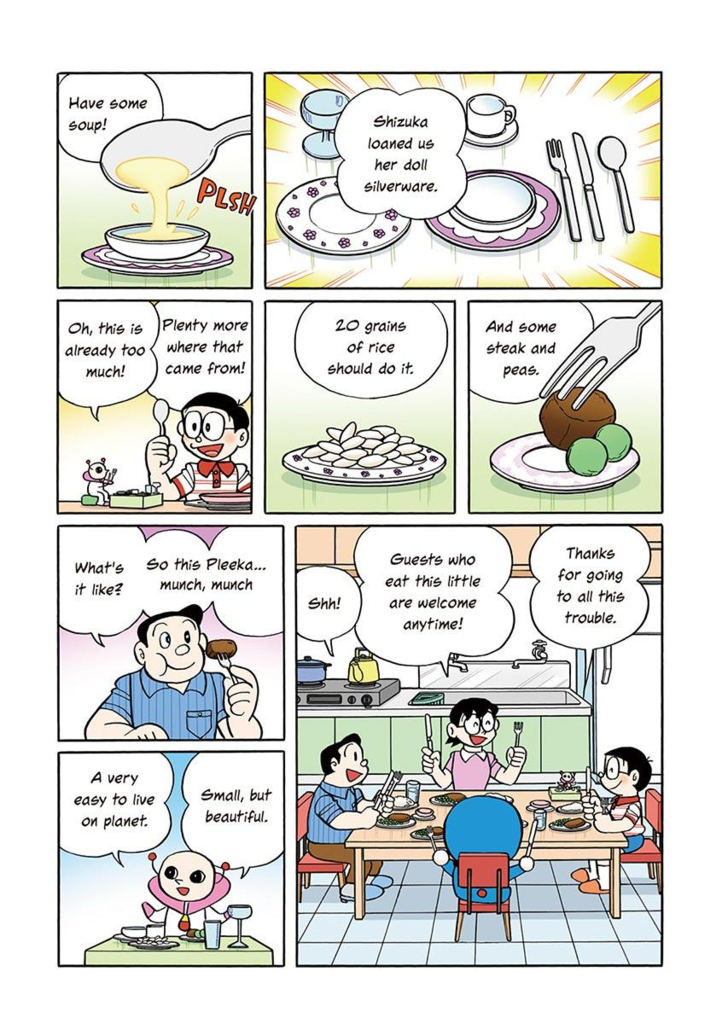 Have some
soup!
PLSH
Shizuka
loaned us
her doll
silverware.
Oh, this is
already too
much!
Plenty more
where that
came from!
20 grains
of rice
should do it.
And some
steak and
peas.
What's
it like?
So this Pleeka...
munch, munch
Shh!
Guests who
eat this little
are welcome
anytime!
Thanks
for going
to all this
trouble.
A very
easy to live
on planet.
Small, but
beautiful.